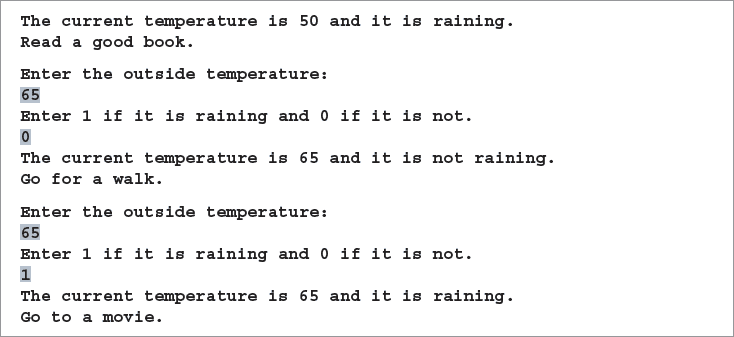 The current temperature is 50 and it is raining.
Read a good book.
Enter the outside temperature:
65
Enter 1 if it is raining and 0 if it is not.
0
The current temperature is 65 and it is not raining.
Go for a walk.
Enter the outside temperature:
65
Enter 1 if it is raining and 0 if it is not.
1
The current temperature is 65 and it is raining.
Go to a movie.